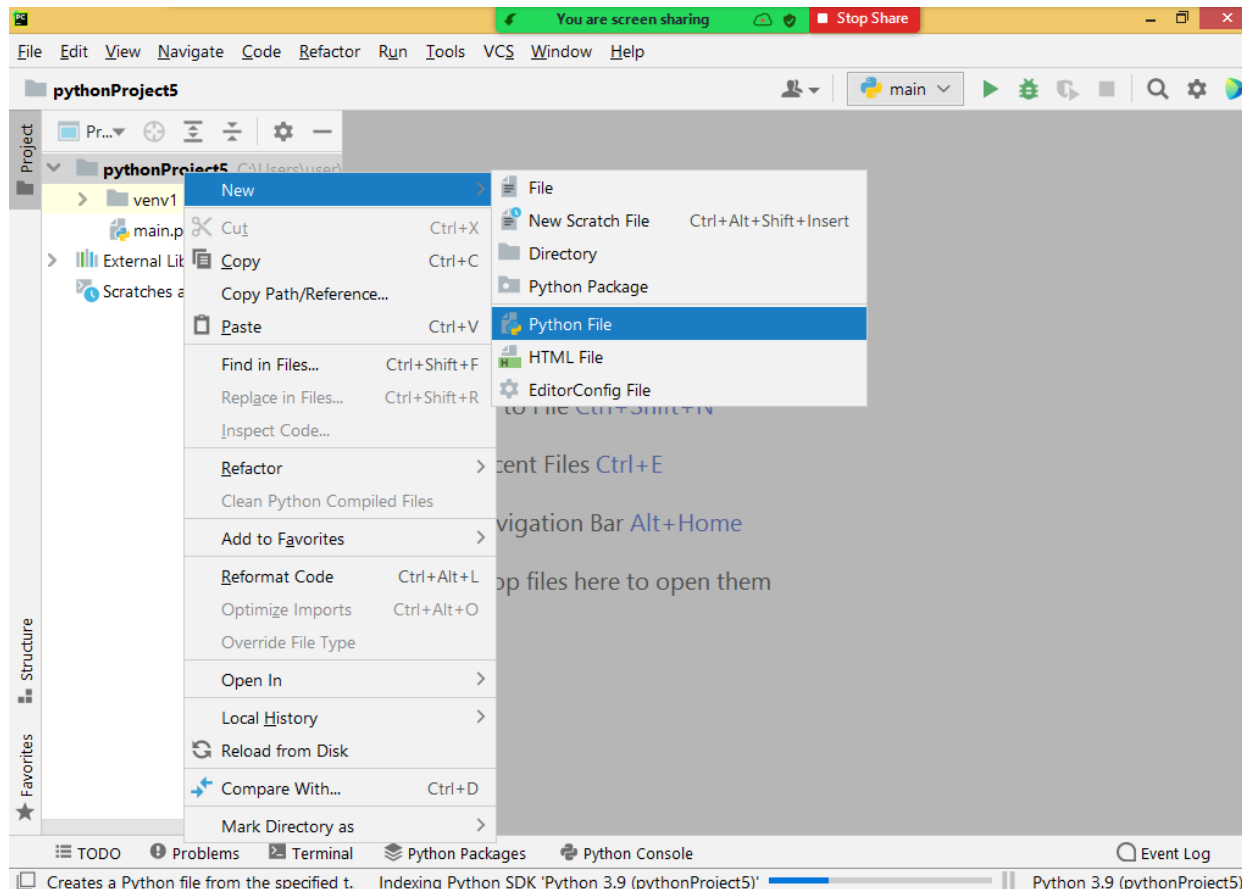 PC You are screen sharing Stop Share
File Edit View Navigate Code Refactor Run Tools VCS Window Help
pythonProject5 main
Project Pr...
pythonProject5 C:\Users\user\
venv1
main.p
External Lib
Scratches a
New
Cut Ctrl+X
Copy Ctrl+C
Copy Path/Reference...
Paste Ctrl+V
Find in Files... Ctrl+Shift+F
Replace in Files... Ctrl+Shift+R
Inspect Code...
Refactor
Clean Python Compiled Files
Add to Favorites
Reformat Code Ctrl+Alt+L
Optimize Imports Ctrl+Alt+O
Override File Type
Open In
Local History
Reload from Disk
Compare With... Ctrl+D
Mark Directory as
File
New Scratch File Ctrl+Alt+Shift+Insert
Directory
Python Package
Python File
HTML File
EditorConfig File
to File Ctrl+Shift+N
cent Files Ctrl+E
vigation Bar Alt+Home
op files here to open them
Structure
Favorites
TODO Problems Terminal Python Packages Python Console Event Log
Creates a Python file from the specified t. Indexing Python SDK 'Python 3.9 (pythonProject5)' Python 3.9 (pythonProject5)